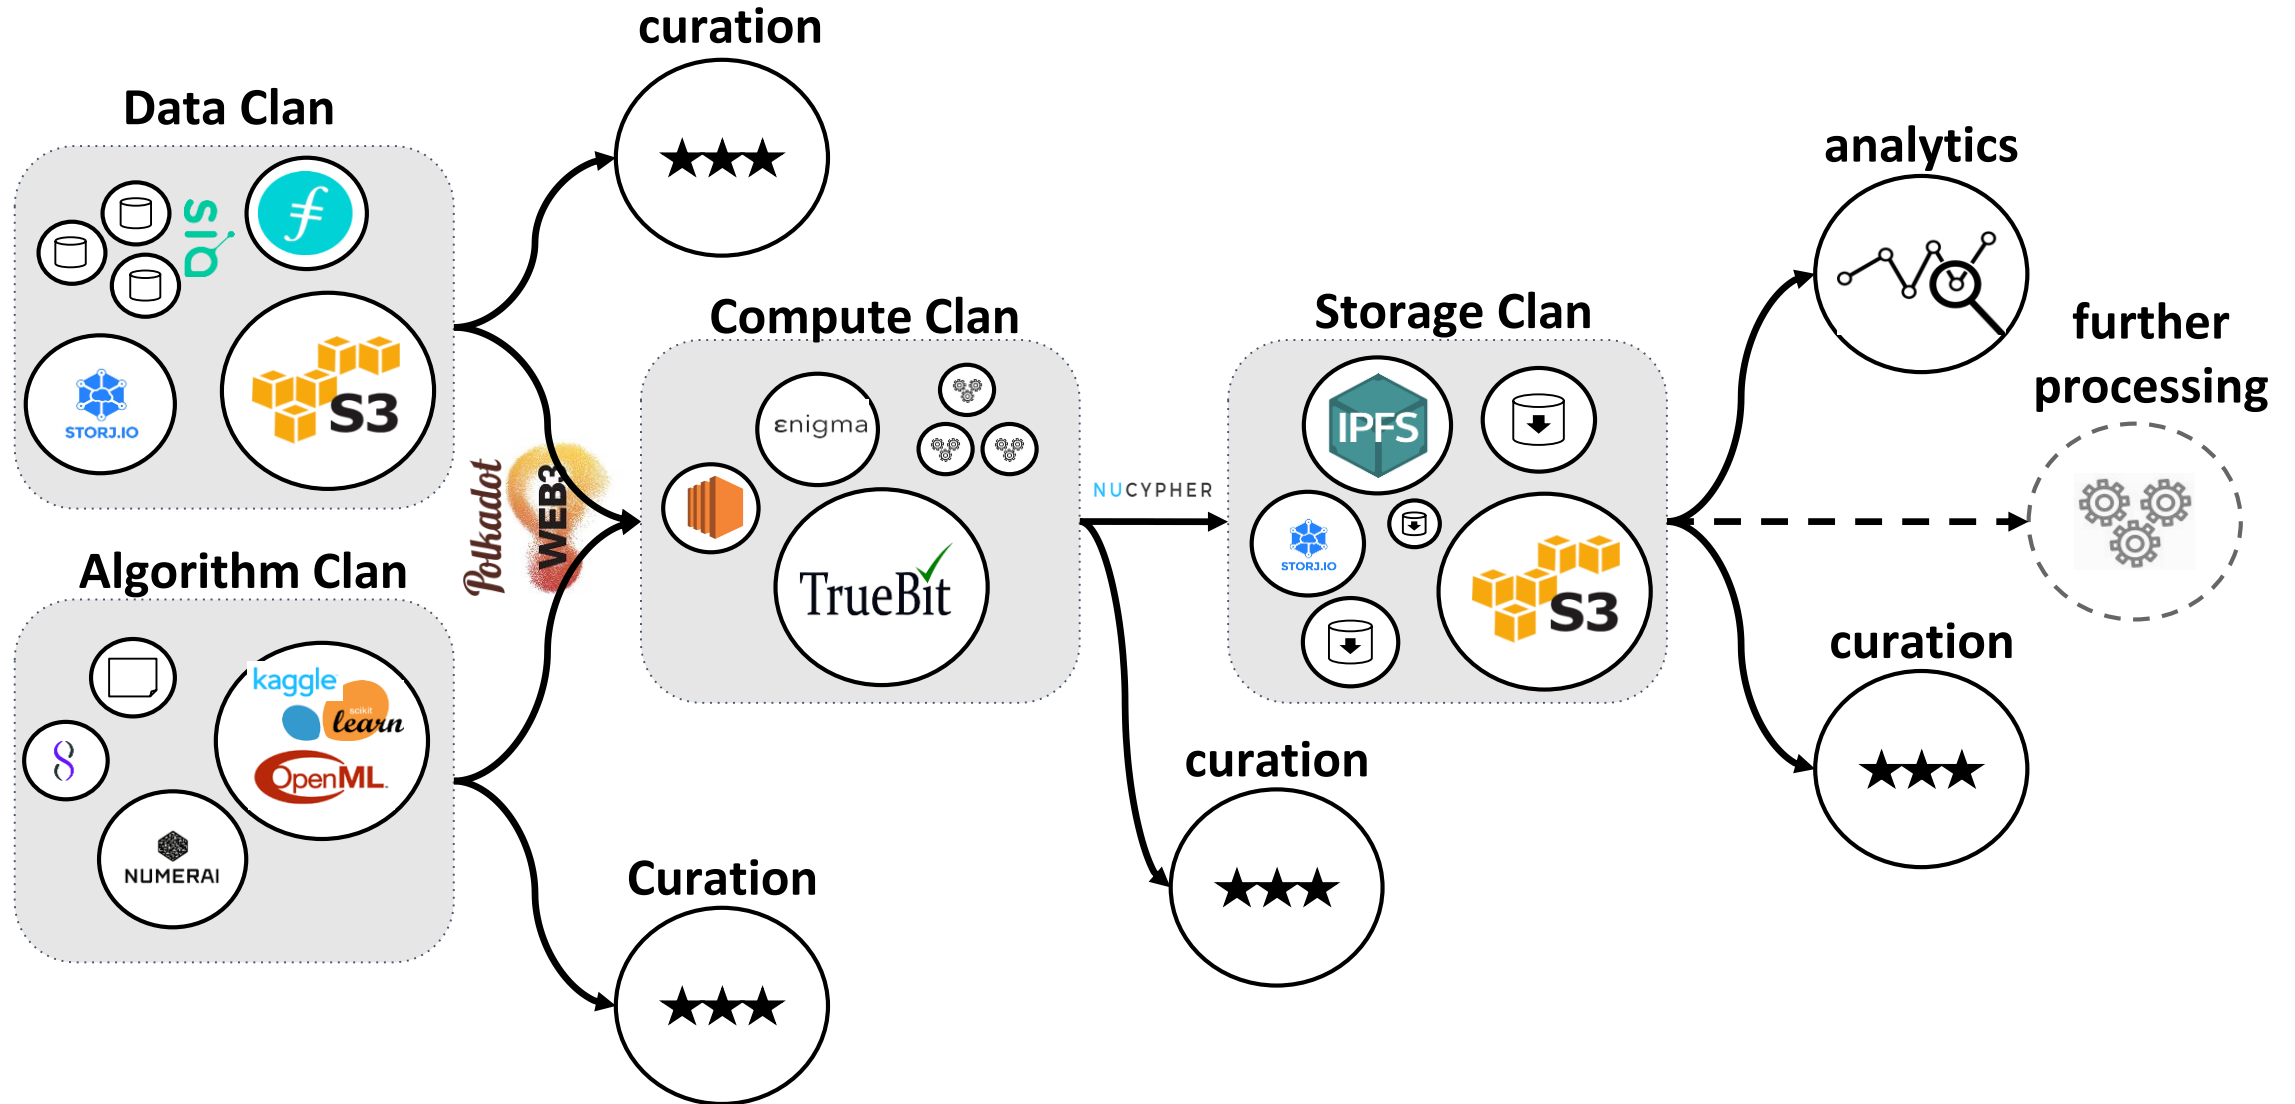 curation
Data Clan
SIA
STORJ.IO
S3
Polkadot
WEB3
Algorithm Clan
kaggle
scikit
learn
OpenML
NUMERAI
Curation
Compute Clan
enigma
TrueBit
NUCYPHER
curation
Storage Clan
IPFS
STORJ.IO
S3
analytics
further
processing
curation